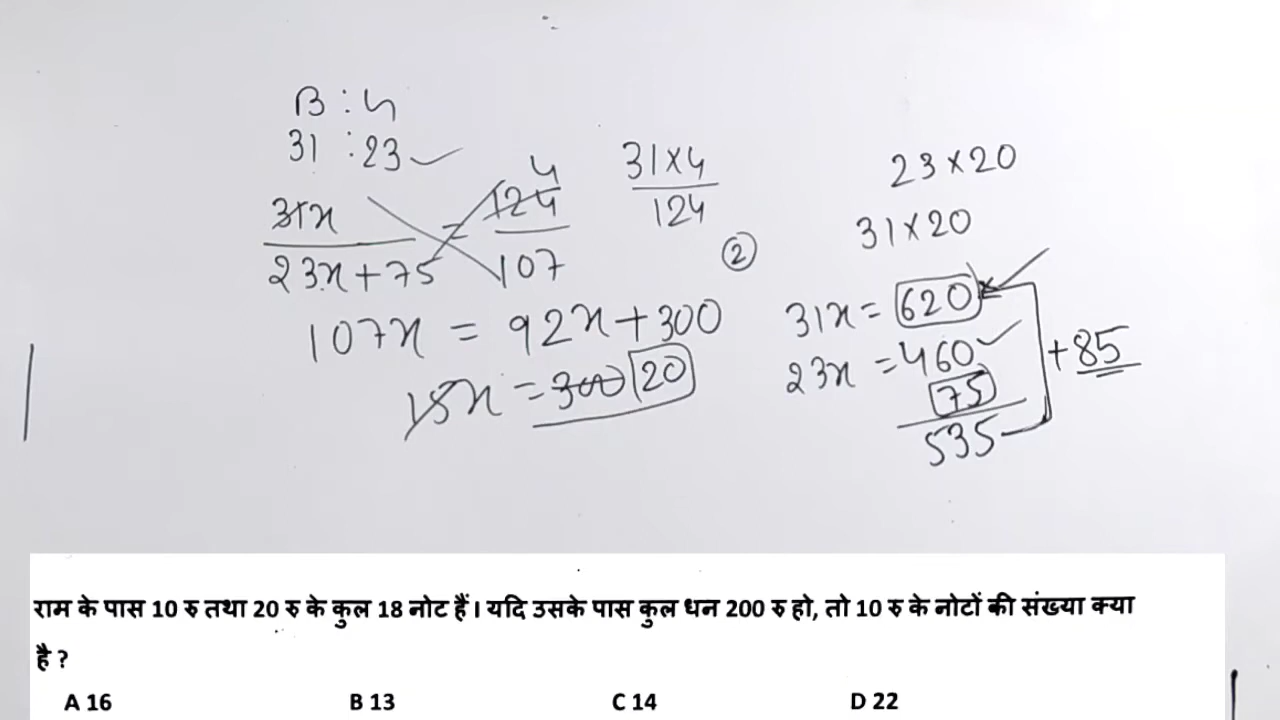 B : 4
31 : 23
31x
23x + 75
=
124
4
107
107x = 92x + 300
15x = 300 20
31 × 4
124
2
23 × 20
31 × 20
31x = 620
23x = 460
75
535
+ 85
राम के पास 10 रु तथा 20 रु के कुल 18 नोट हैं। यदि उसके पास कुल धन 200 रु हो, तो 10 रु के नोटों की संख्या क्या
है ?
A 16 B 13 C 14 D 22